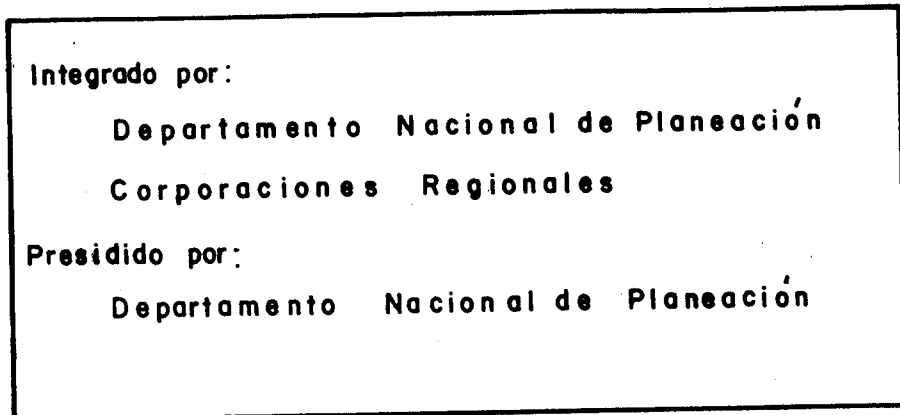 Integrado por:
Departamento Nacional de Planeación
Corporaciones Regionales
Presidido por:
Departamento Nacional de Planeación